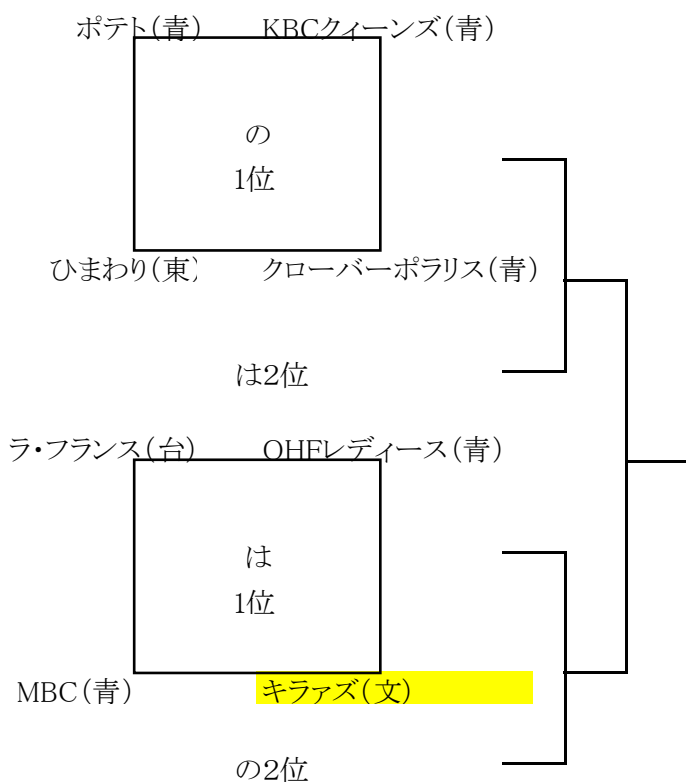 ポテト(青) KBCクィーンズ(青)
の
1位
ひまわり(東) クローバーポラリス(青)
は2位
ラ・フランス(台) OHFレディース(青)
は
1位
MBC(青) キラァズ(文)
の2位